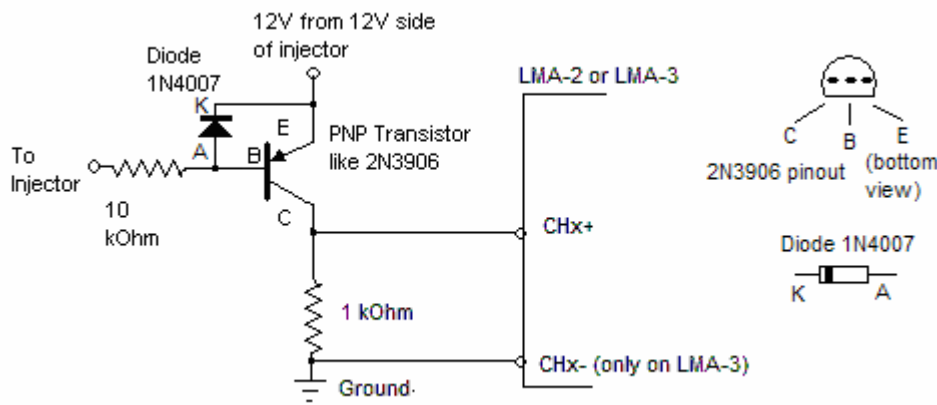 12V from 12V side
of injector
Diode
1N4007
K
A
E
B
C
PNP Transistor
like 2N3906
To
Injector
10
kOhm
1 kOhm
Ground.
LMA-2 or LMA-3
CHx+
CHx- (only on LMA-3)
C
B
E
(bottom
view)
2N3906 pinout
Diode 1N4007
K
A